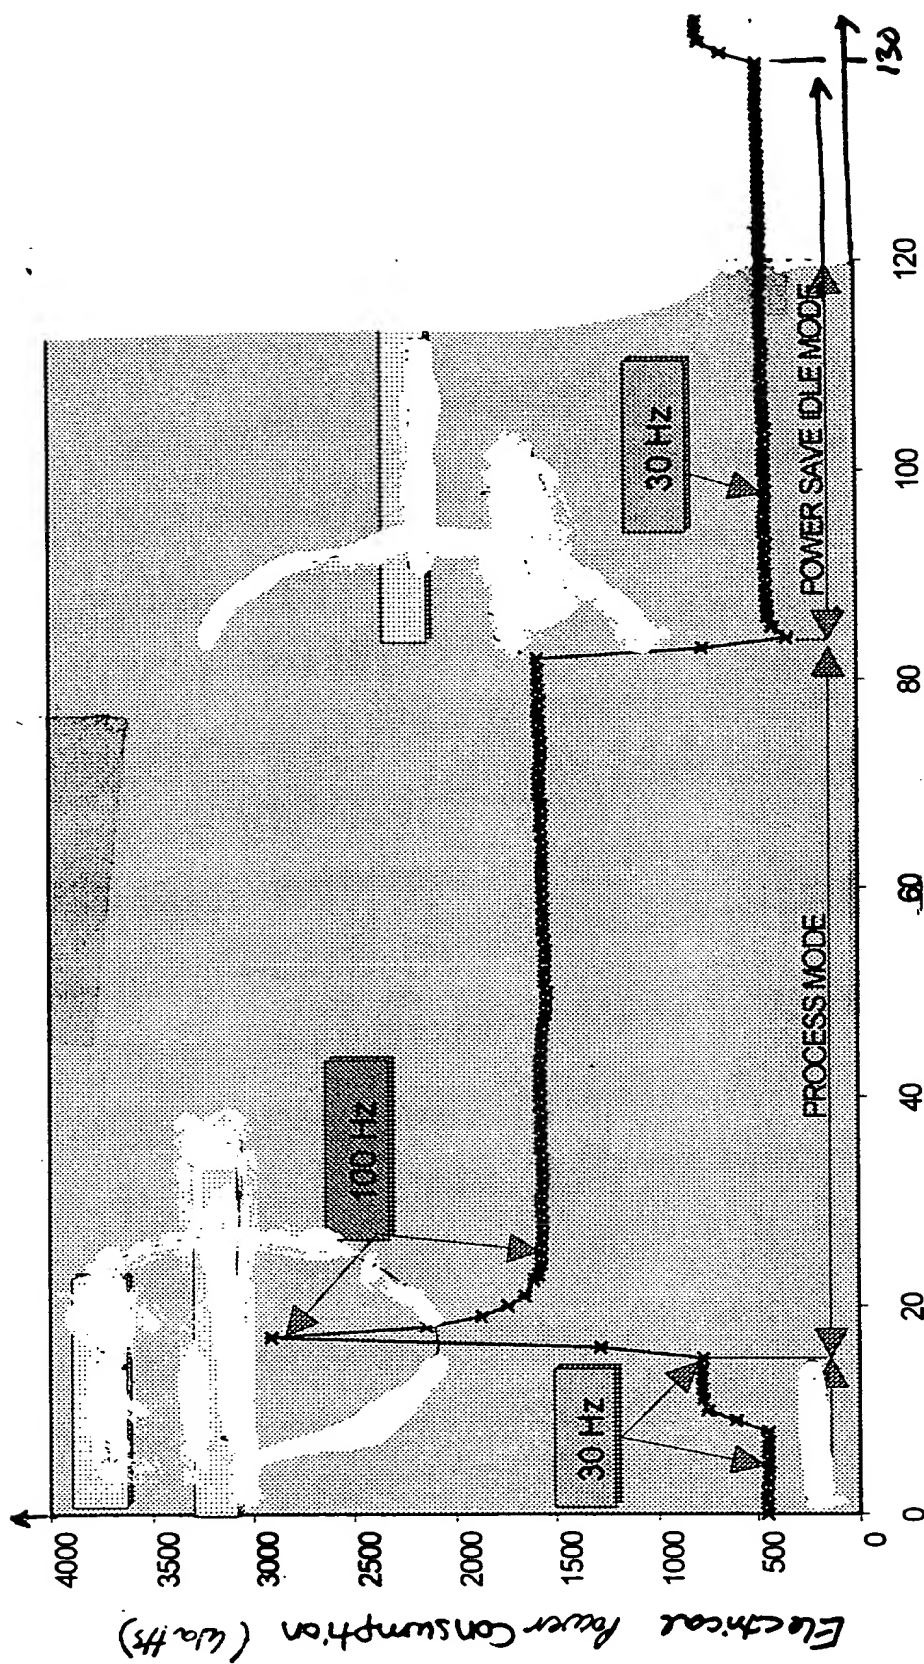 Electrical Power Consumption (Watts)
4000
3500
3000
2500
2000
1500
1000
500
0
100 Hz
30 Hz
30 Hz
PROCESS MODE
POWER SAVE IDLE MODE
0
20
40
60
80
100
120
130